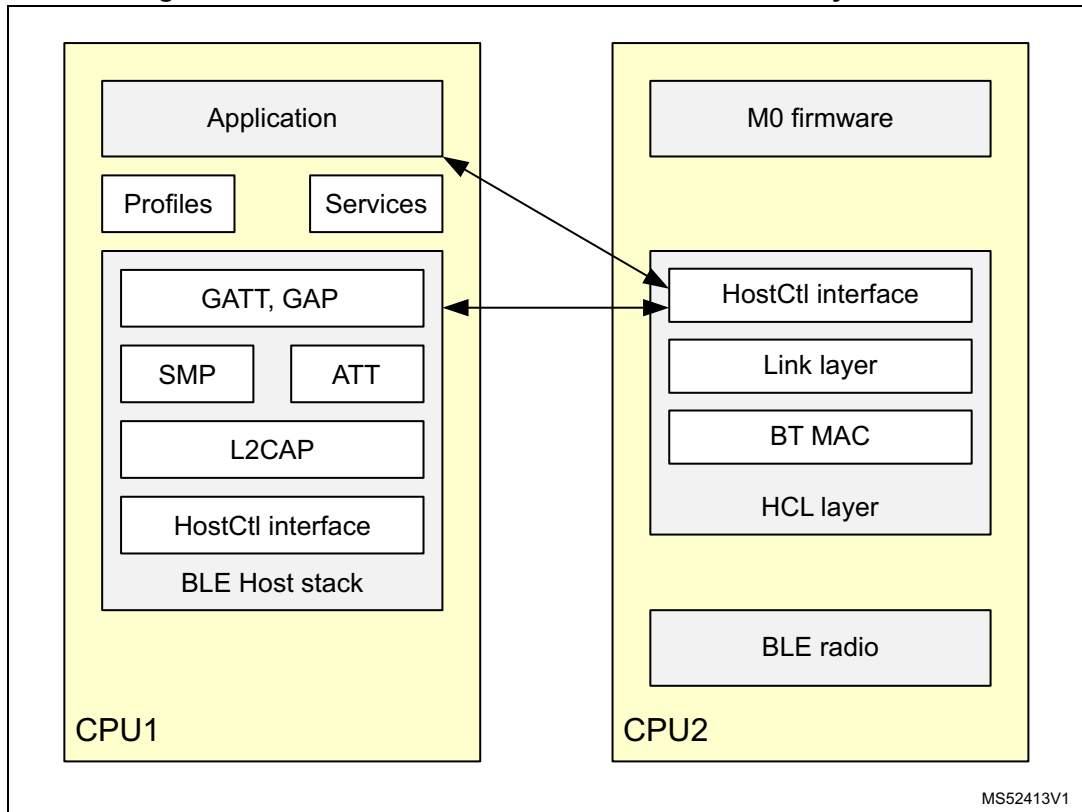 Application
Profiles
Services
GATT, GAP
SMP
ATT
L2CAP
HostCtl interface
BLE Host stack
CPU1
M0 firmware
HostCtl interface
Link layer
BT MAC
HCL layer
BLE radio
CPU2
MS52413V1